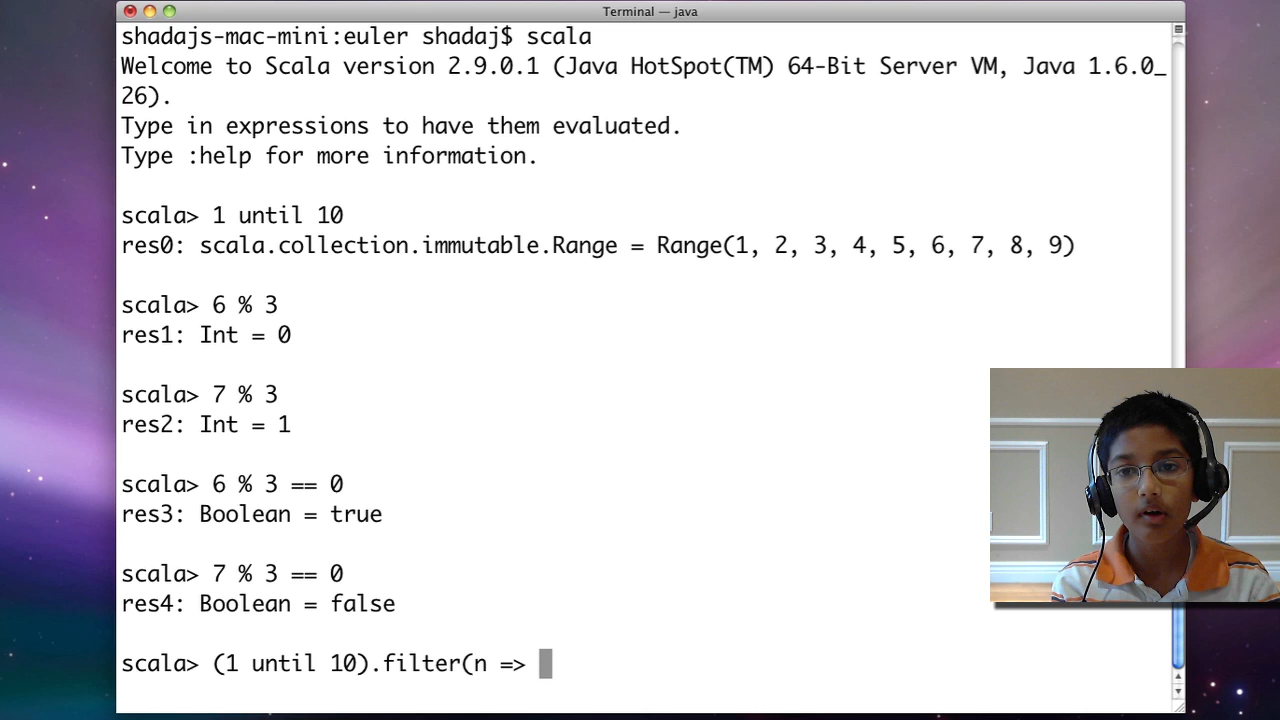 Terminal — java
shadajs-mac-mini:euler shadaj$ scala
Welcome to Scala version 2.9.0.1 (Java HotSpot(TM) 64-Bit Server VM, Java 1.6.0_
26).
Type in expressions to have them evaluated.
Type :help for more information.
scala> 1 until 10
res0: scala.collection.immutable.Range = Range(1, 2, 3, 4, 5, 6, 7, 8, 9)
scala> 6 % 3
res1: Int = 0
scala> 7 % 3
res2: Int = 1
scala> 6 % 3 == 0
res3: Boolean = true
scala> 7 % 3 == 0
res4: Boolean = false
scala> (1 until 10).filter(n =>